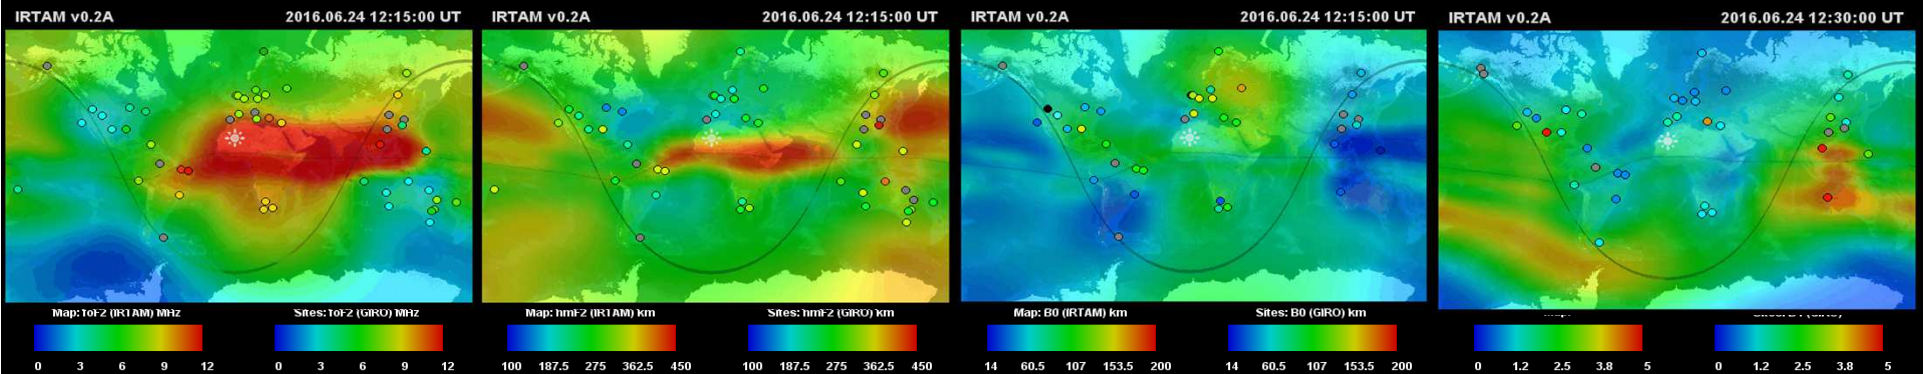 IRTAM v0.2A 2016.06.24 12:15:00 UT
Map: foF2 (IRTAM) MHz Sites: foF2 (GIRO) MHz
0 3 6 9 12 0 3 6 9 12
IRTAM v0.2A 2016.06.24 12:15:00 UT
Map: hmF2 (IRTAM) km Sites: hmF2 (GIRO) km
100 187.5 275 362.5 450 100 187.5 275 362.5 450
IRTAM v0.2A 2016.06.24 12:15:00 UT
Map: B0 (IRTAM) km Sites: B0 (GIRO) km
14 60.5 107 153.5 200 14 60.5 107 153.5 200
IRTAM v0.2A 2016.06.24 12:30:00 UT
0 1.2 2.5 3.8 5 0 1.2 2.5 3.8 5